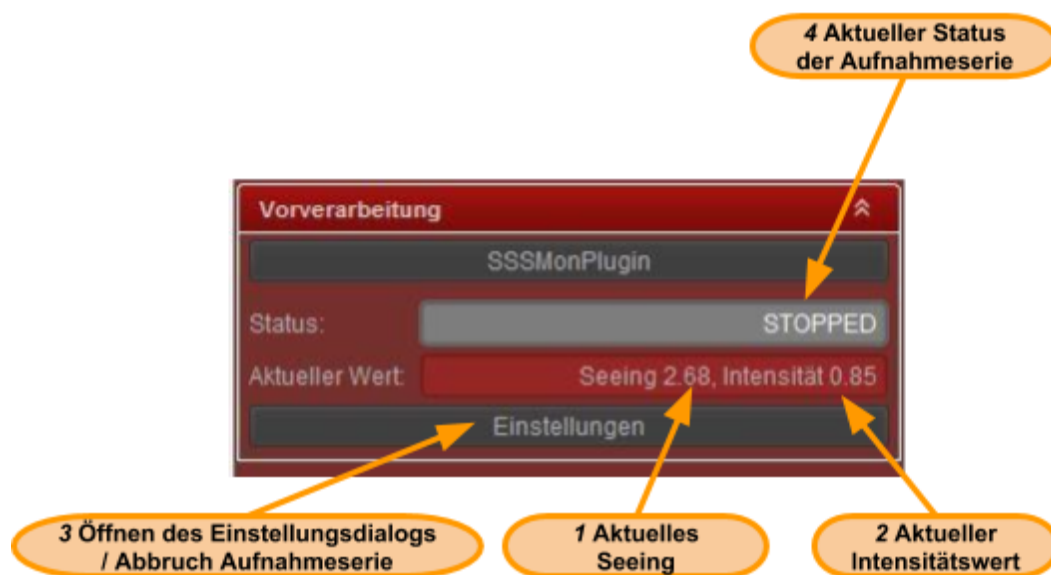 4 Aktueller Status
der Aufnahmeserie
Vorverarbeitung
SSSMonPlugin
Status:
STOPPED
Aktueller Wert:
Seeing 2.68, Intensität 0.85
Einstellungen
3 Öffnen des Einstellungsdialogs
/ Abbruch Aufnahmeserie
1 Aktuelles
Seeing
2 Aktueller
Intensitätswert